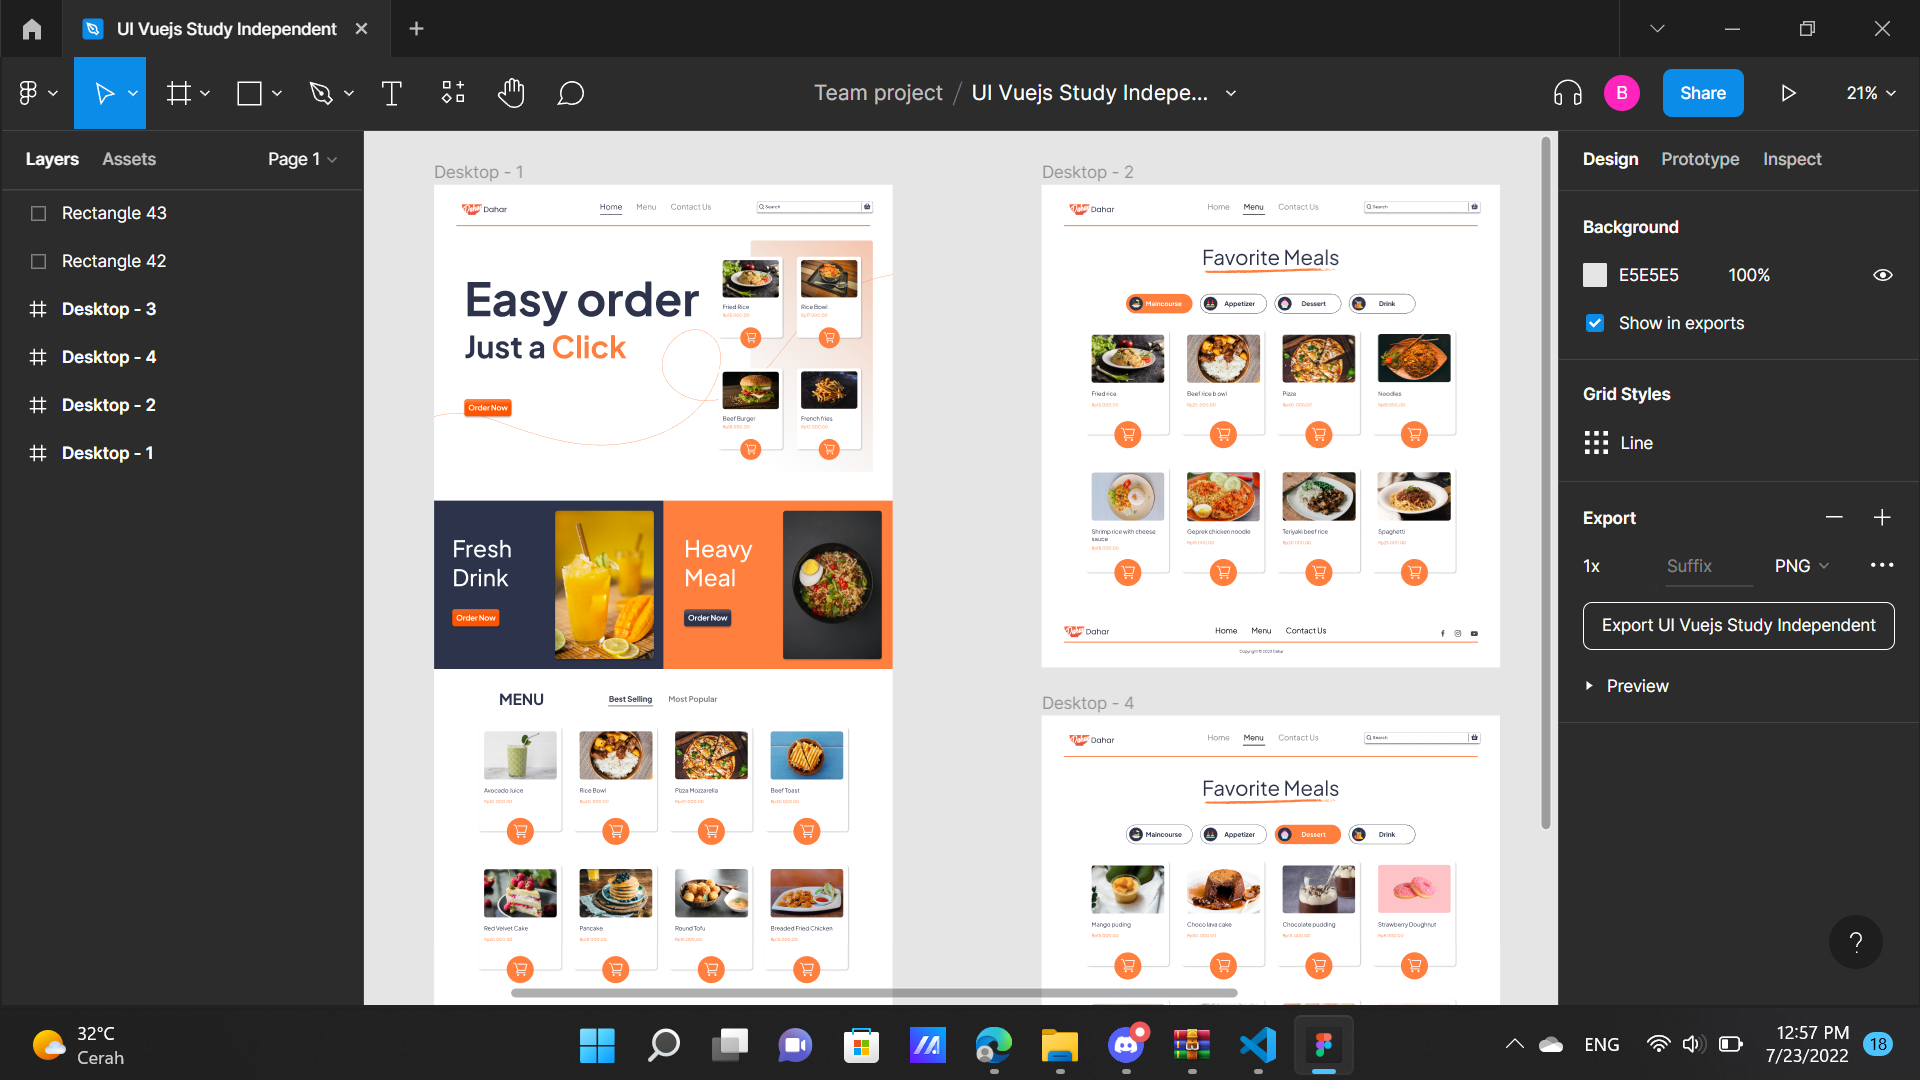 UI Vuejs Study Independent
Team project / UI Vuejs Study Indepe...
B
Share
21%
Layers
Assets
Page 1
Rectangle 43
Rectangle 42
Desktop - 3
Desktop - 4
Desktop - 2
Desktop - 1
Desktop - 1
Dahar
Home
Menu
Contact Us
Search
Easy order
Just a Click
Order Now
Fried Rice
Rice Bowl
Beef Burger
French fries
Fresh
Drink
Order Now
Heavy
Meal
Order Now
MENU
Best Selling
Most Popular
Avocado Juice
Rice Bowl
Pizza Mozzarella
Beef Toast
Red Velvet Cake
Pancake
Round Tofu
Breaded Fried Chicken
Desktop - 2
Dahar
Home
Menu
Contact Us
Search
Favorite Meals
Maincourse
Appetizer
Dessert
Drink
Fried rice
Beef rice bowl
Pizza
Noodles
Shrimp rice with cheese
sauce
Geprek chicken noodle
Teriyaki beef rice
Spaghetti
Dahar
Home
Menu
Contact Us
Desktop - 4
Dahar
Home
Menu
Contact Us
Search
Favorite Meals
Maincourse
Appetizer
Dessert
Drink
Mango puding
Choco lava cake
Chocolate pudding
Strawberry Doughnut
Design
Prototype
Inspect
Background
E5E5E5
100%
Show in exports
Grid Styles
Line
Export
1x
Suffix
PNG
Export UI Vuejs Study Independent
Preview
?
32°C
Cerah
ENG
12:57 PM
7/23/2022
18